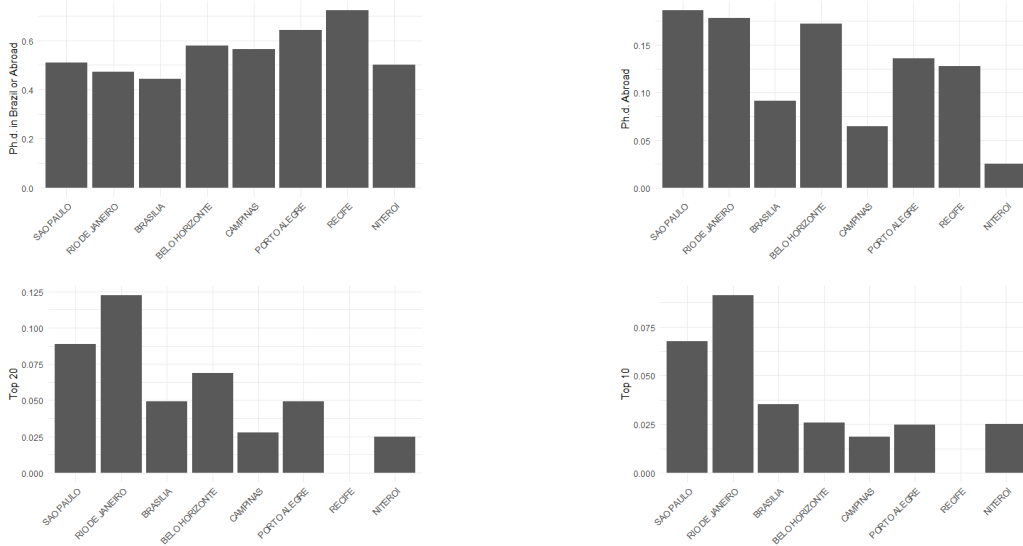 Ph.d. in Brazil or Abroad
0.6
0.4
0.2
0.0
SAO PAULO
RIO DE JANEIRO
BRASILIA
BELO HORIZONTE
CAMPINAS
PORTO ALEGRE
RECIFE
NITEROI
Ph.d. Abroad
0.15
0.10
0.05
0.00
SAO PAULO
RIO DE JANEIRO
BRASILIA
BELO HORIZONTE
CAMPINAS
PORTO ALEGRE
RECIFE
NITEROI
Top 20
0.125
0.100
0.075
0.050
0.025
0.000
SAO PAULO
RIO DE JANEIRO
BRASILIA
BELO HORIZONTE
CAMPINAS
PORTO ALEGRE
RECIFE
NITEROI
Top 10
0.075
0.050
0.025
0.000
SAO PAULO
RIO DE JANEIRO
BRASILIA
BELO HORIZONTE
CAMPINAS
PORTO ALEGRE
RECIFE
NITEROI